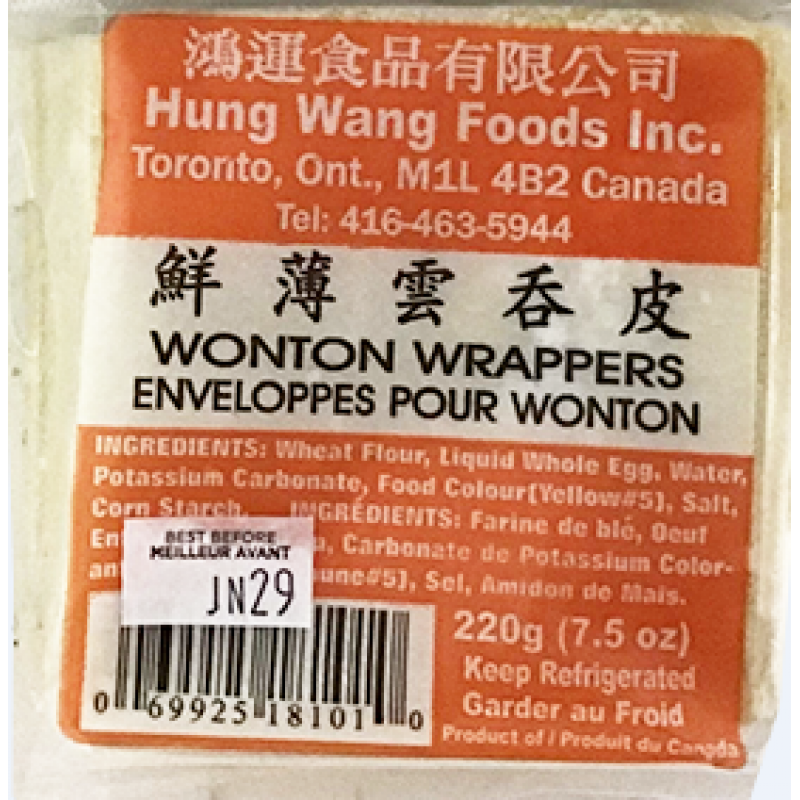 鴻運食品有限公司
Hung Wang Foods Inc.
Toronto, Ont., M1L 4B2 Canada
Tel: 416-463-5944
鮮薄雲呑皮
WONTON WRAPPERS
ENVELOPPES POUR WONTON
INGREDIENTS: Wheat Flour, Liquid Whole Egg, Water,
Potassium Carbonate, Food Colour(Yellow#5), Salt,
Corn Starch. INGRÉDIENTS: Farine de blé, Oeuf
Carbonate de Potassium Color-
Sel, Amidon de Mais.
BEST BEFORE
MEILLEUR AVANT
JN29
0 69925 18101 0
220g (7.5 oz)
Keep Refrigerated
Garder au Froid
Product of / Produit du Canada